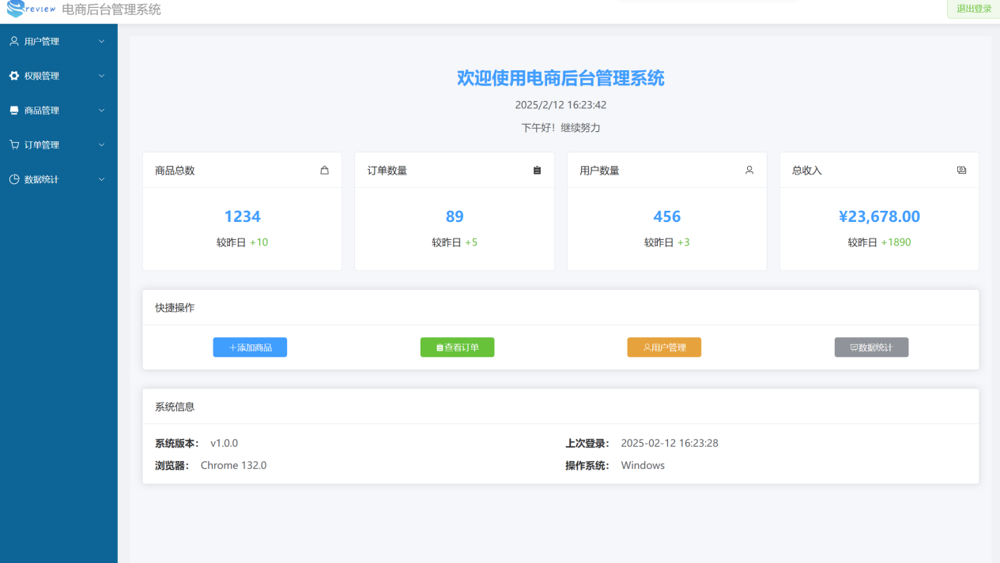 review 电商后台管理系统
退出登录
用户管理
权限管理
商品管理
订单管理
数据统计
欢迎使用电商后台管理系统
2025/2/12 16:23:42
下午好！继续努力
商品总数
1234
较昨日 +10
订单数量
89
较昨日 +5
用户数量
456
较昨日 +3
总收入
¥23,678.00
较昨日 +1890
快捷操作
添加商品
查看订单
用户管理
数据统计
系统信息
系统版本： v1.0.0
上次登录： 2025-02-12 16:23:28
浏览器： Chrome 132.0
操作系统： Windows